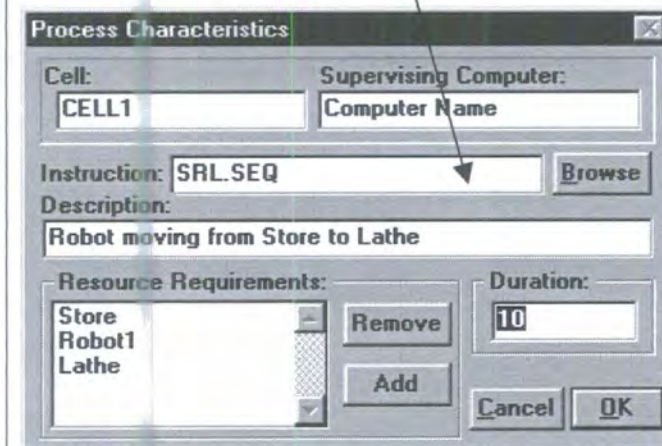 Process Characteristics
Cell: Supervising Computer:
CELL1 Computer Name
Instruction: SRL.SEQ Browse
Description:
Robot moving from Store to Lathe
Resource Requirements: Duration:
Store
Robot1
Lathe
Remove
Add
10
Cancel OK